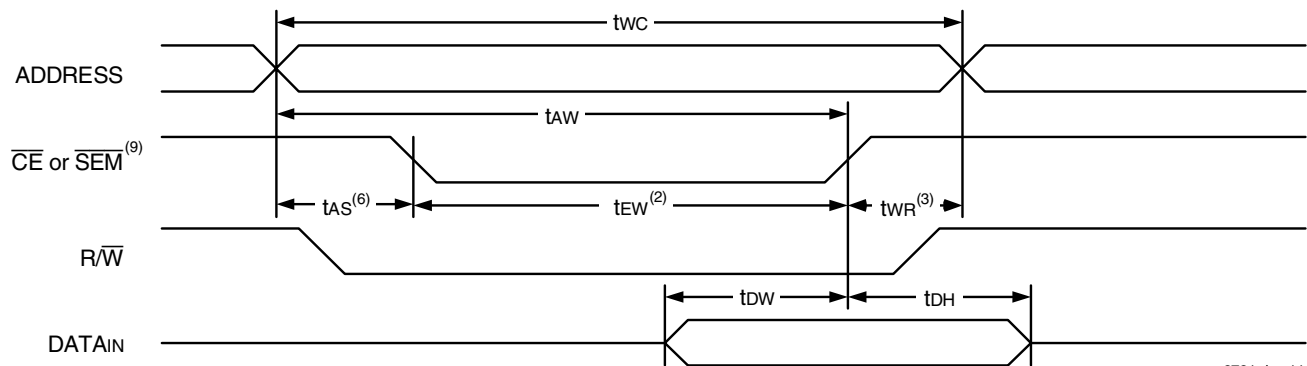 tWC
ADDRESS
tAW
CE or SEM(9)
tAS(6) tEW(2) tWR(3)
R/W
tDW tDH
DATAIN